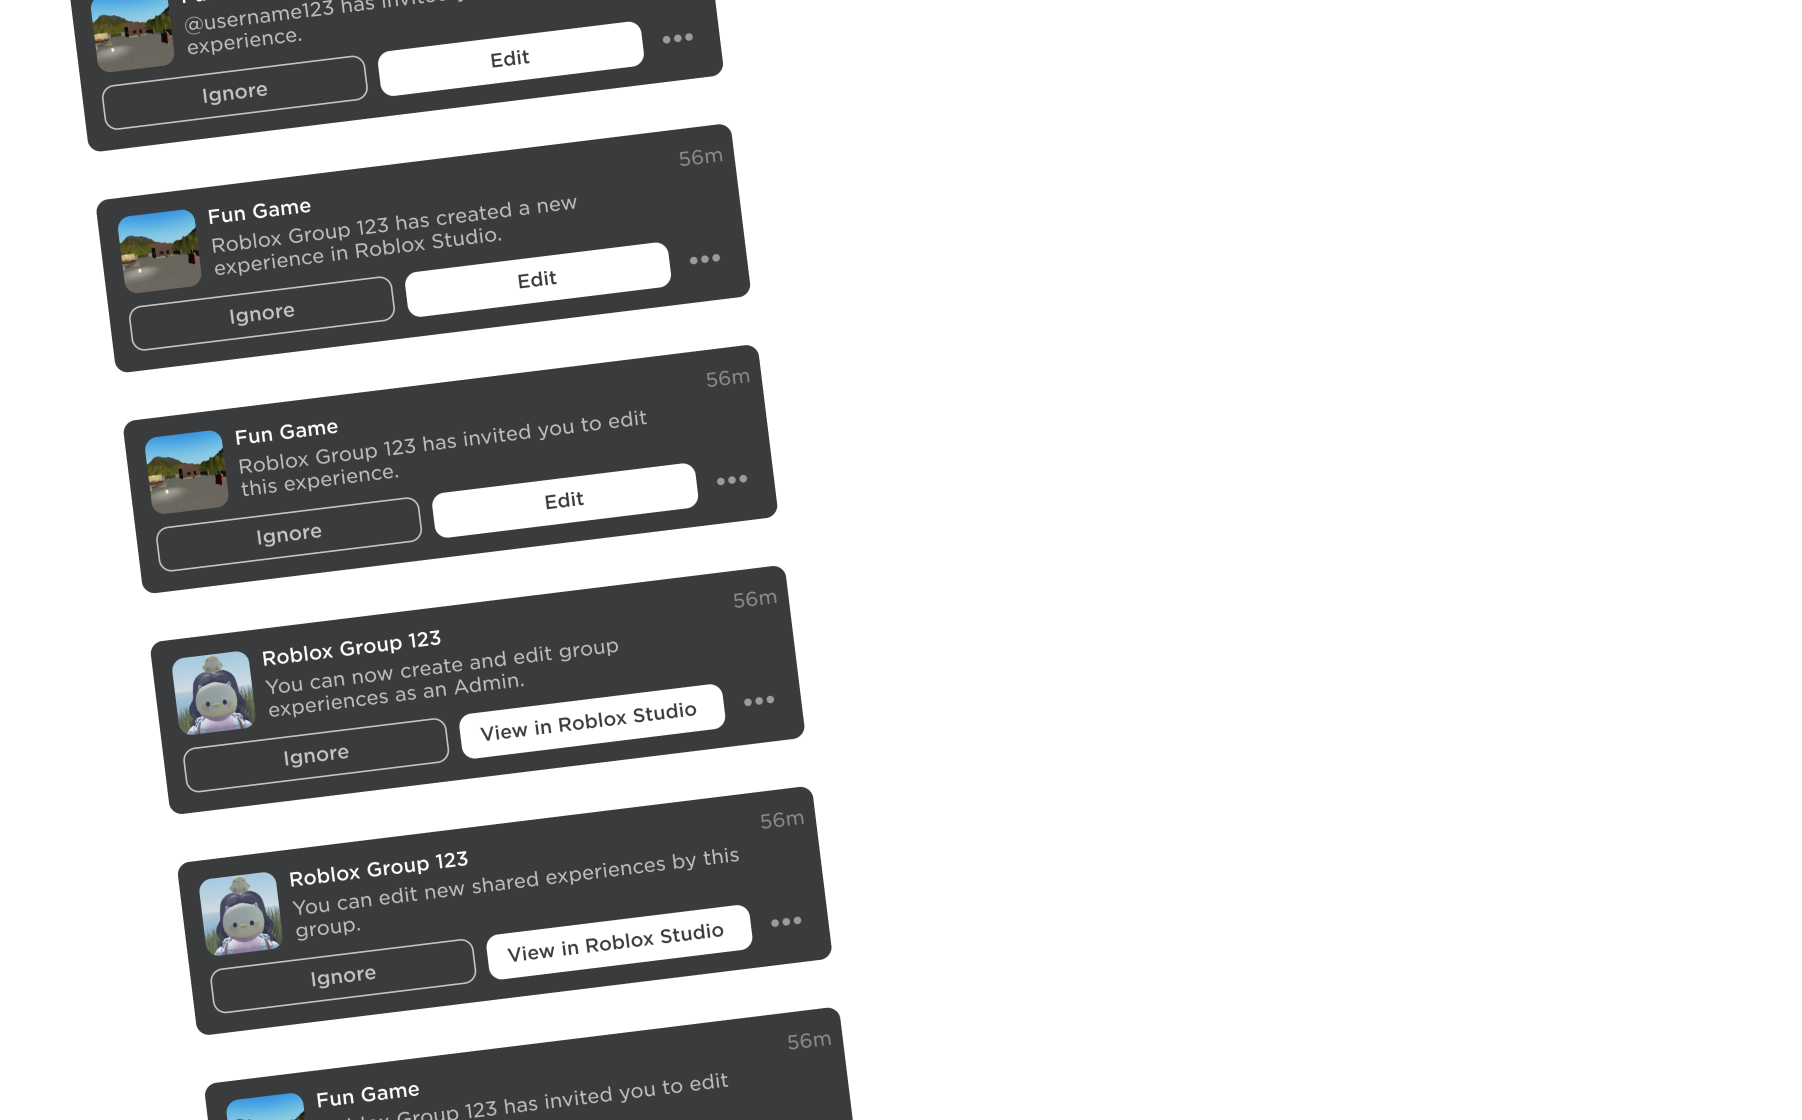 @username123 has
experience.
Ignore
Edit
56m
Fun Game
Roblox Group 123 has created a new
experience in Roblox Studio.
Ignore
Edit
56m
Fun Game
Roblox Group 123 has invited you to edit
this experience.
Ignore
Edit
56m
Roblox Group 123
You can now create and edit group
experiences as an Admin.
Ignore
View in Roblox Studio
56m
Roblox Group 123
You can edit new shared experiences by this
group.
Ignore
View in Roblox Studio
56m
Fun Game
Group 123 has invited you to edit